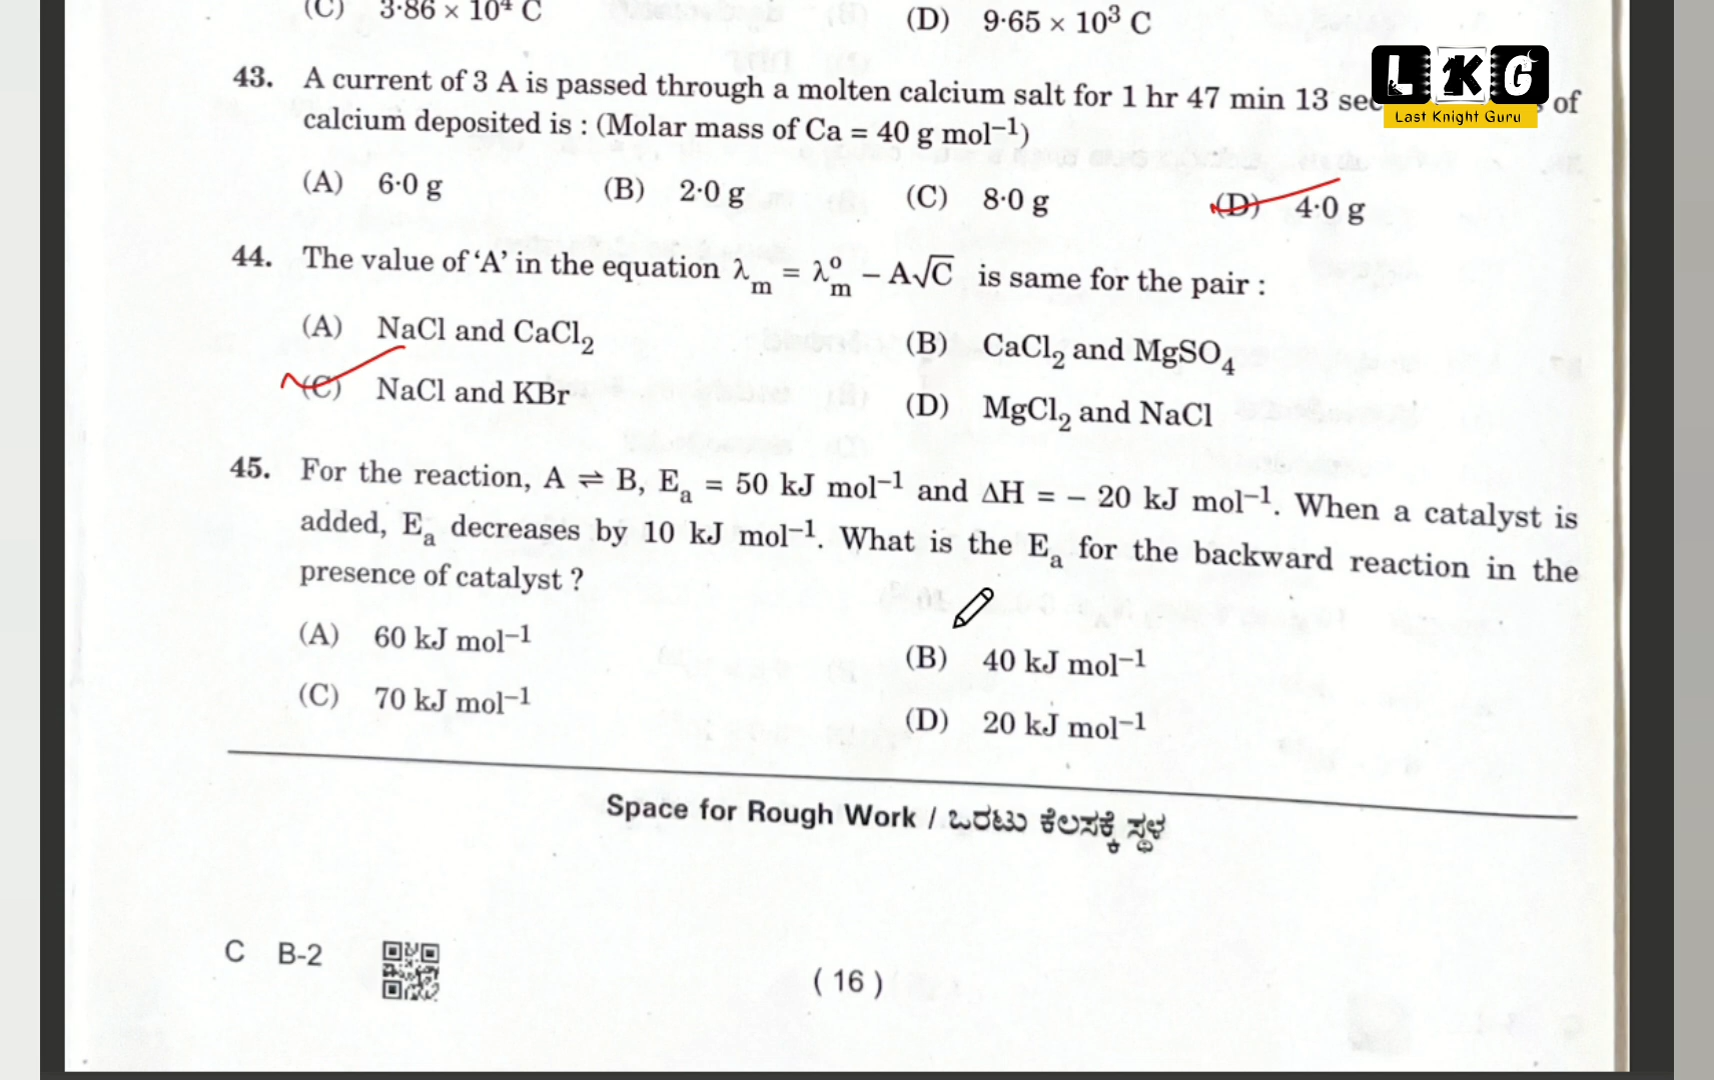 (C) 3·86 × 10⁴ C (D) 9·65 × 10³ C
43. A current of 3 A is passed through a molten calcium salt for 1 hr 47 min 13 sec of
calcium deposited is : (Molar mass of Ca = 40 g mol⁻¹)
(A) 6·0 g (B) 2·0 g (C) 8·0 g (D) 4·0 g
44. The value of ‘A’ in the equation λₘ = λ°ₘ – A√C is same for the pair :
(A) NaCl and CaCl₂ (B) CaCl₂ and MgSO₄
(C) NaCl and KBr (D) MgCl₂ and NaCl
45. For the reaction, A ⇌ B, Eₐ = 50 kJ mol⁻¹ and ΔH = – 20 kJ mol⁻¹. When a catalyst is
added, Eₐ decreases by 10 kJ mol⁻¹. What is the Eₐ for the backward reaction in the
presence of catalyst ?
(A) 60 kJ mol⁻¹ (B) 40 kJ mol⁻¹
(C) 70 kJ mol⁻¹ (D) 20 kJ mol⁻¹
Space for Rough Work / ಒರಟು ಕೆಲಸಕ್ಕೆ ಸ್ಥಳ
C B-2
( 16 )
LKG
Last Knight Guru